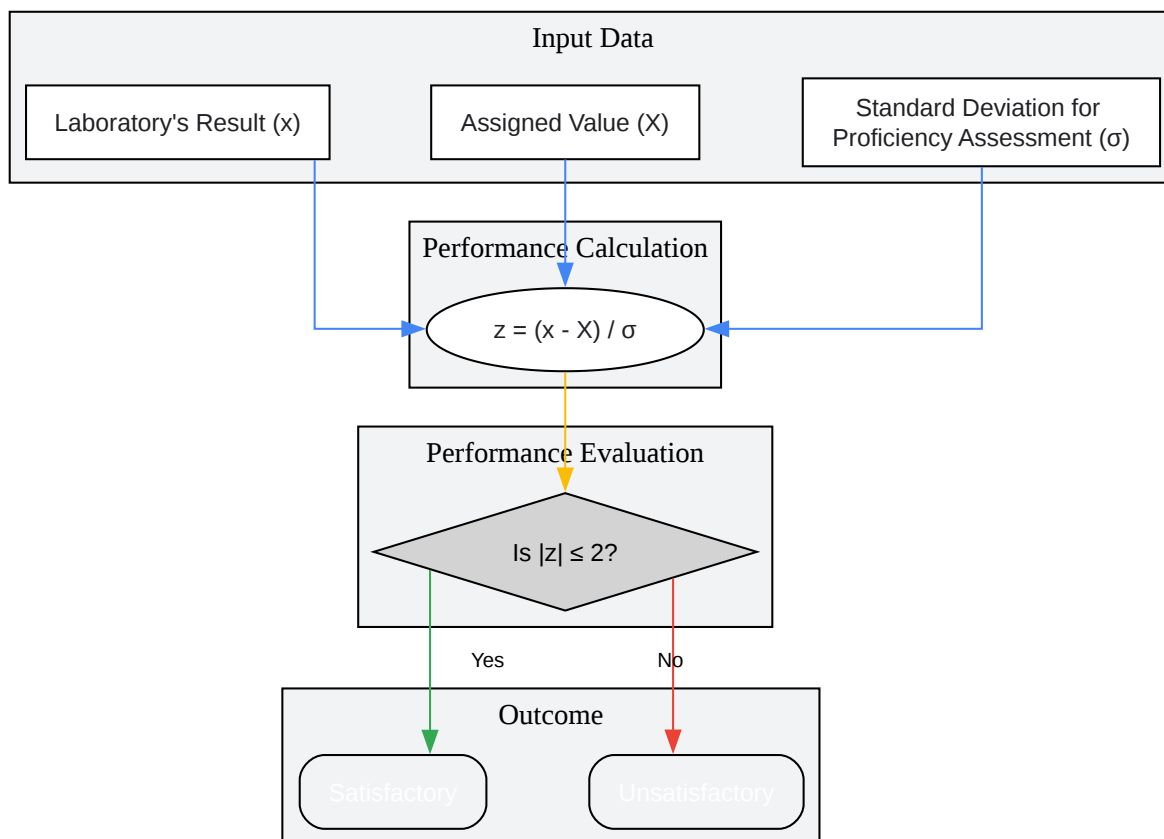 Input Data
Laboratory's Result (x)
Assigned Value (X)
Standard Deviation for
Proficiency Assessment (σ)
Performance Calculation
z = (x - X) / σ
Performance Evaluation
Is |z| ≤ 2?
Yes
No
Outcome
Satisfactory
Unsatisfactory